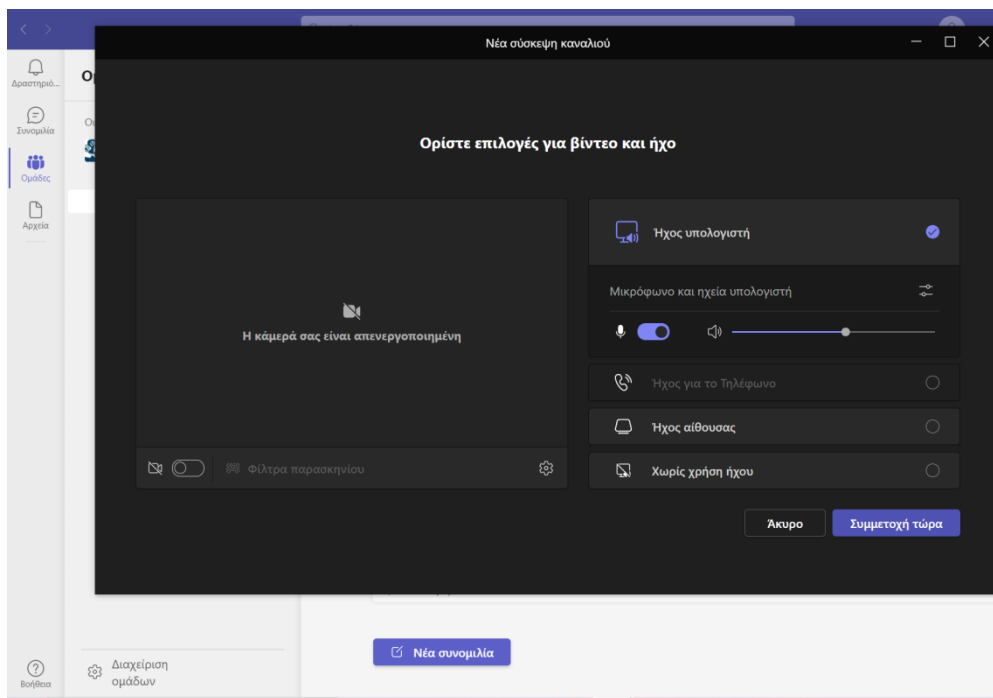 Νέα σύσκεψη καναλιού
Δραστηριό...
Συνομιλία
Ομάδες
Αρχεία
Ορίστε επιλογές για βίντεο και ήχο
Η κάμερά σας είναι απενεργοποιημένη
Φίλτρα παρασκηνίου
Ήχος υπολογιστή
Μικρόφωνο και ηχεία υπολογιστή
Ήχος για το Τηλέφωνο
Ήχος αίθουσας
Χωρίς χρήση ήχου
Άκυρο
Συμμετοχή τώρα
Νέα συνομιλία
Διαχείριση
ομάδων
Βοήθεια